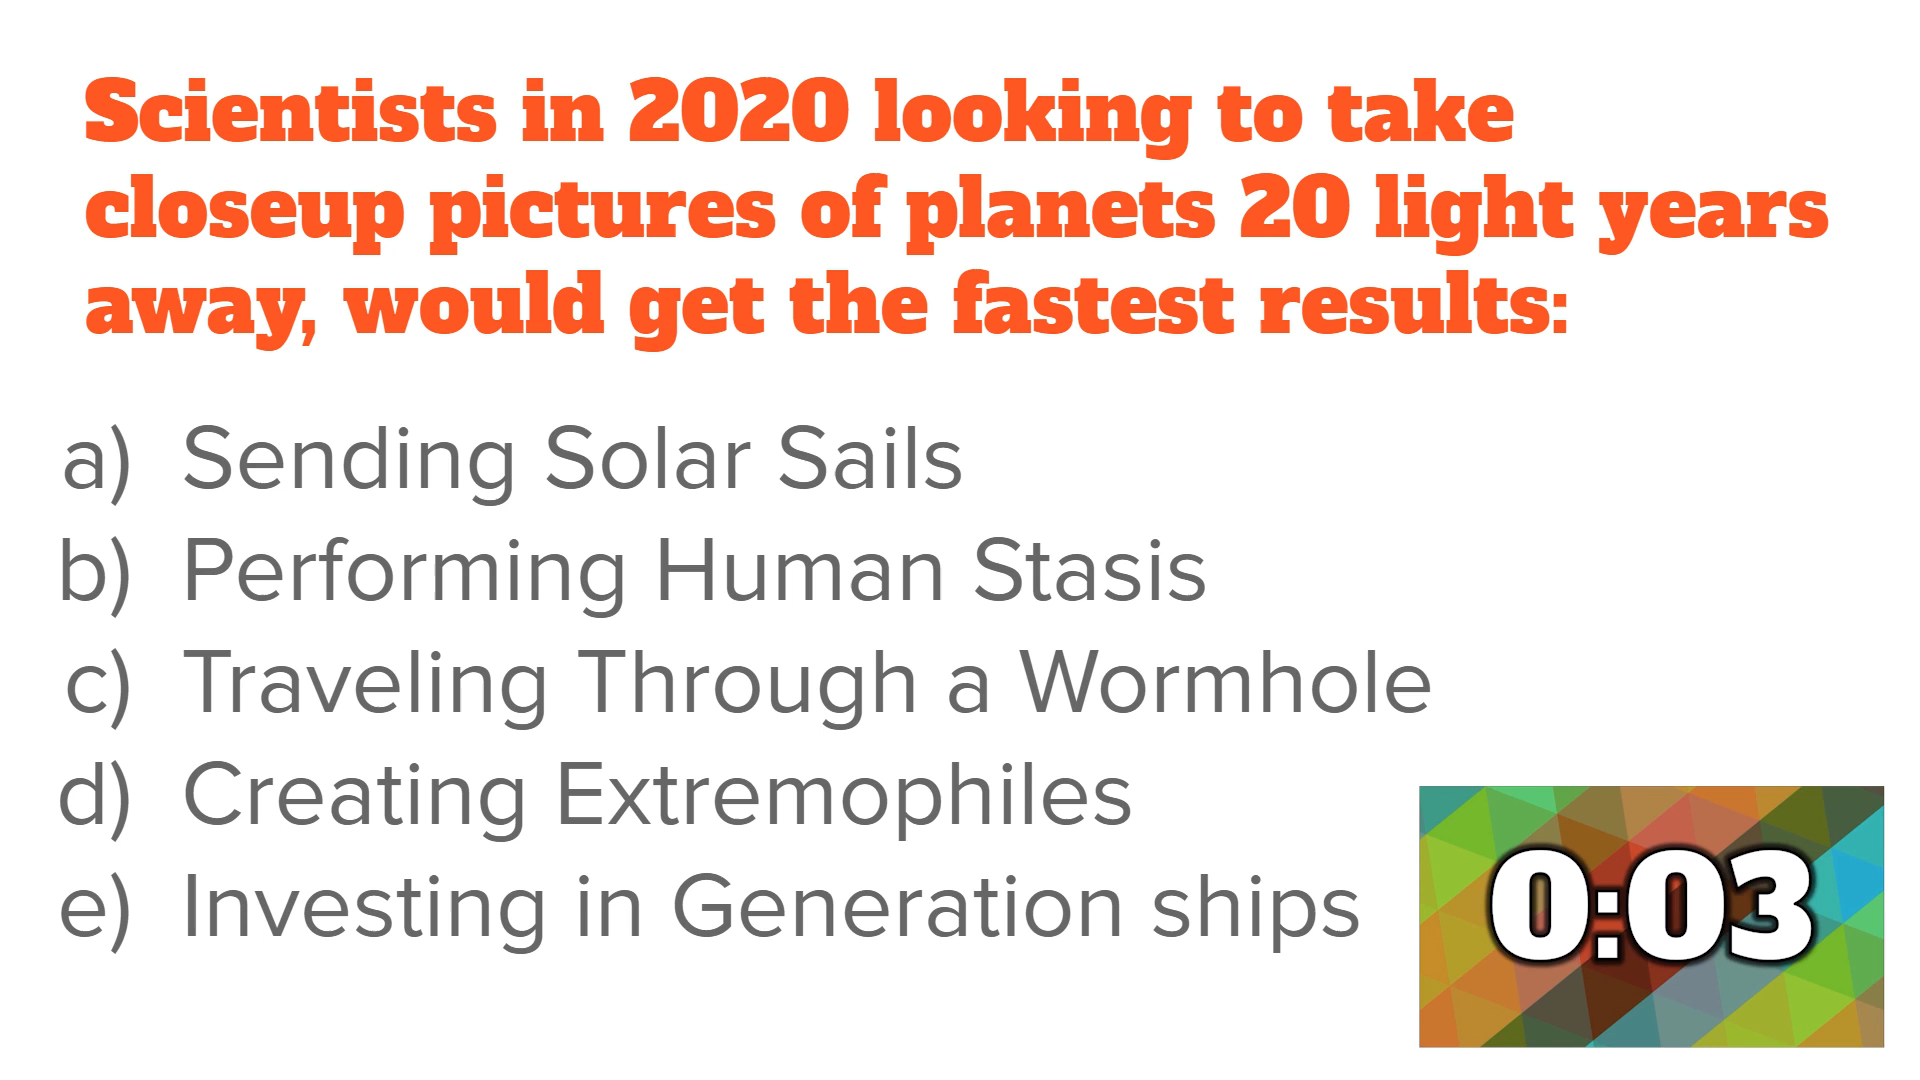 Scientists in 2020 looking to take
closeup pictures of planets 20 light years
away, would get the fastest results:
a) Sending Solar Sails
b) Performing Human Stasis
c) Traveling Through a Wormhole
d) Creating Extremophiles
e) Investing in Generation ships
0:03